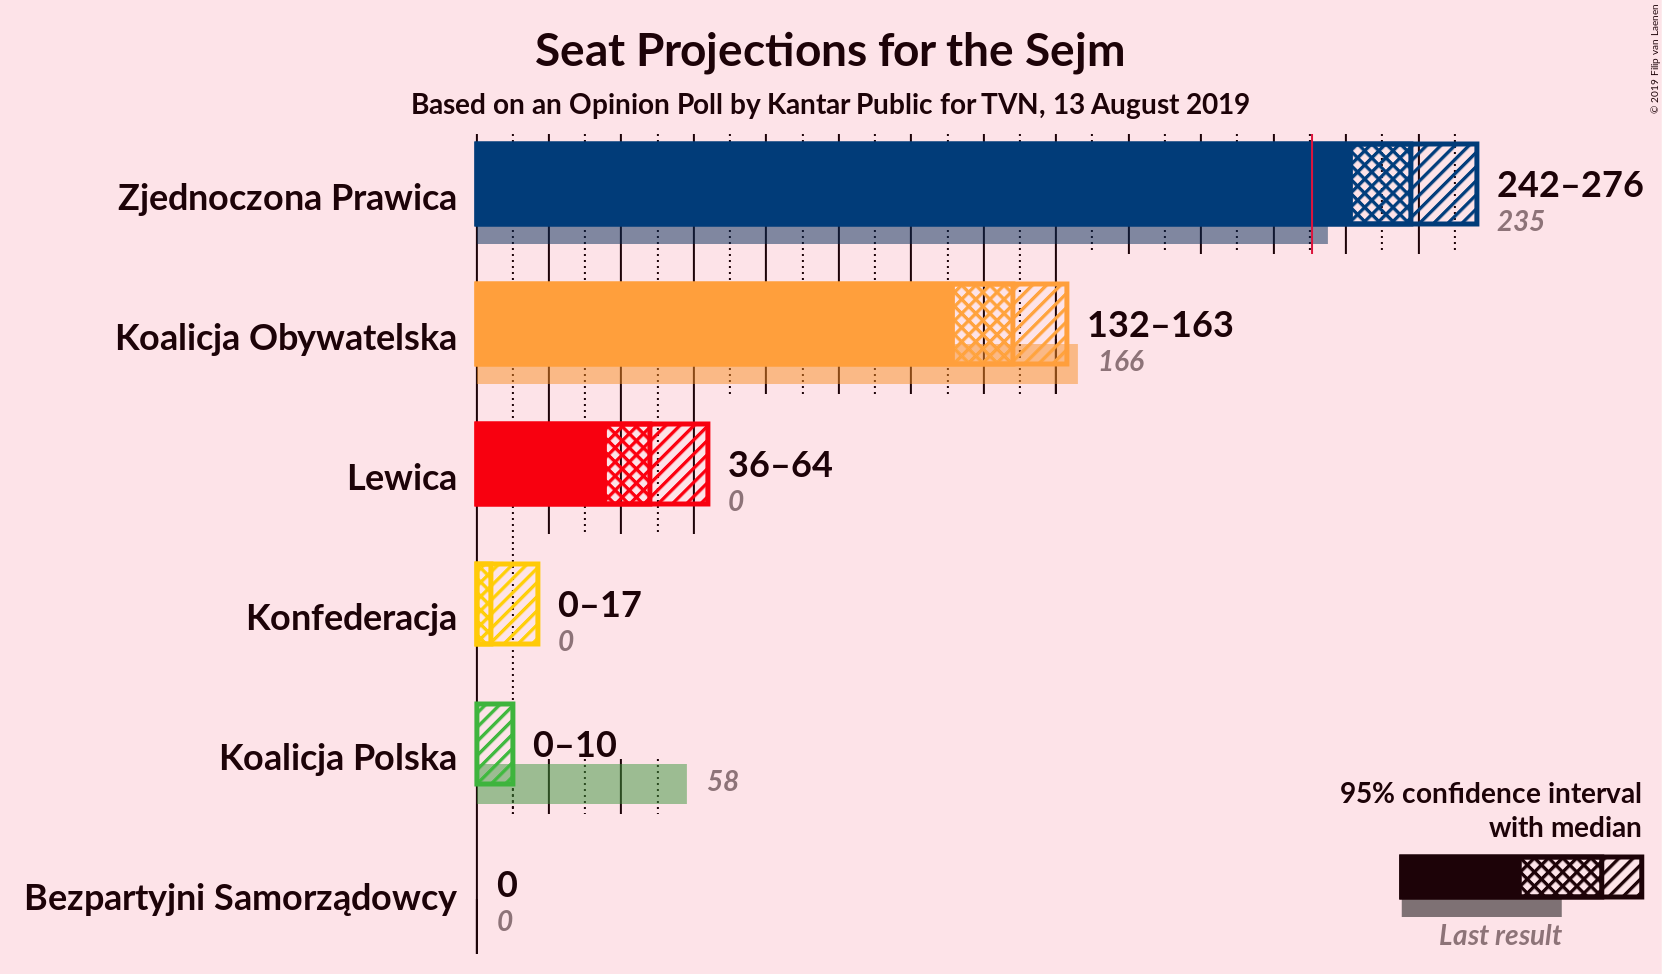 Seat Projections for the Sejm
Based on an Opinion Poll by Kantar Public for TVN, 13 August 2019
© 2019 Filip van Laenen
Zjednoczona Prawica
242–276
235
Koalicja Obywatelska
132–163
166
Lewica
36–64
0
Konfederacja
0–17
0
Koalicja Polska
0–10
58
Bezpartyjni Samorządowcy
0
0
95% confidence interval
with median
Last result